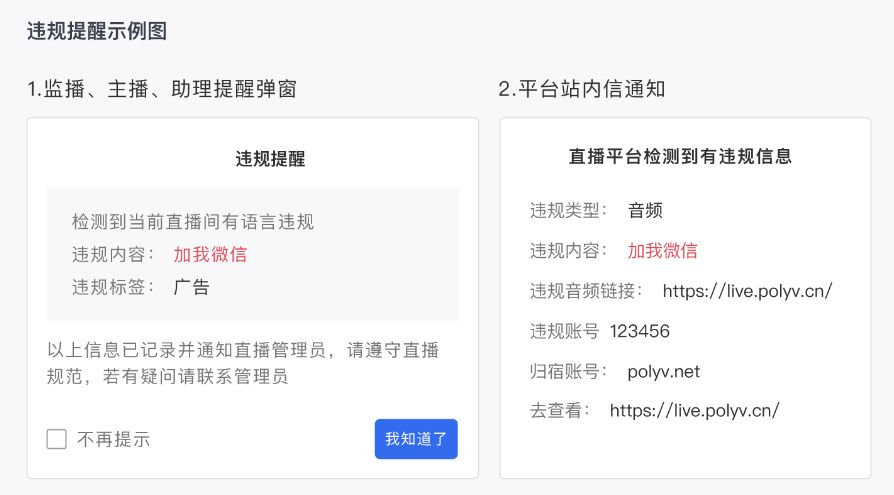 违规提醒示例图
1.监播、主播、助理提醒弹窗
违规提醒
检测到当前直播间有语言违规
违规内容： 加我微信
违规标签： 广告
以上信息已记录并通知直播管理员，请遵守直播
规范，若有疑问请联系管理员
不再提示
我知道了
2.平台站内信通知
直播平台检测到有违规信息
违规类型： 音频
违规内容： 加我微信
违规音频链接： https://live.polyv.cn/
违规账号 123456
归宿账号： polyv.net
去查看： https://live.polyv.cn/